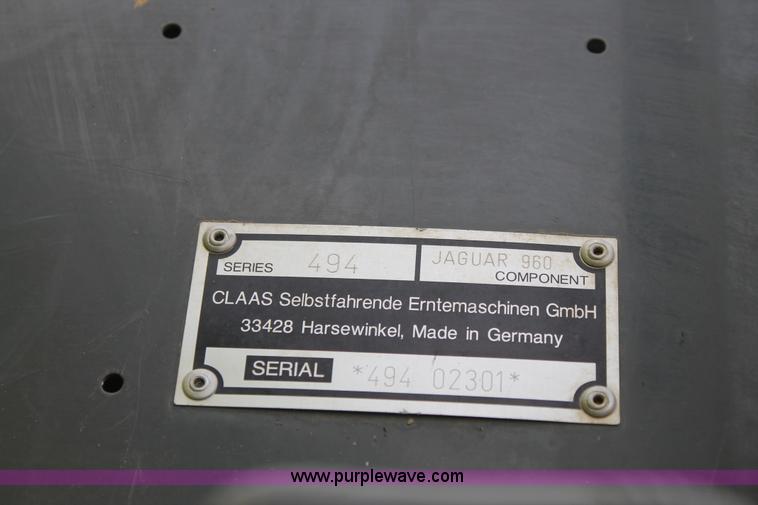 SERIES 494 JAGUAR 960
COMPONENT
CLAAS Selbstfahrende Erntemaschinen GmbH
33428 Harsewinkel, Made in Germany
SERIAL *494 02301*
www.purplewave.com